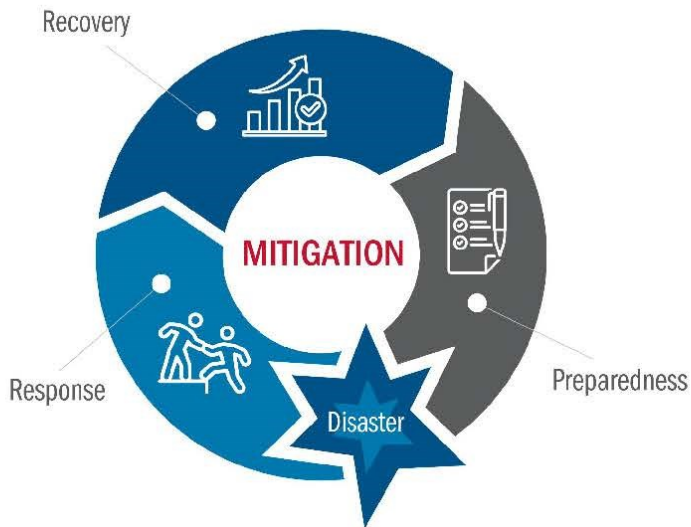 Recovery
MITIGATION
Response
Preparedness
Disaster